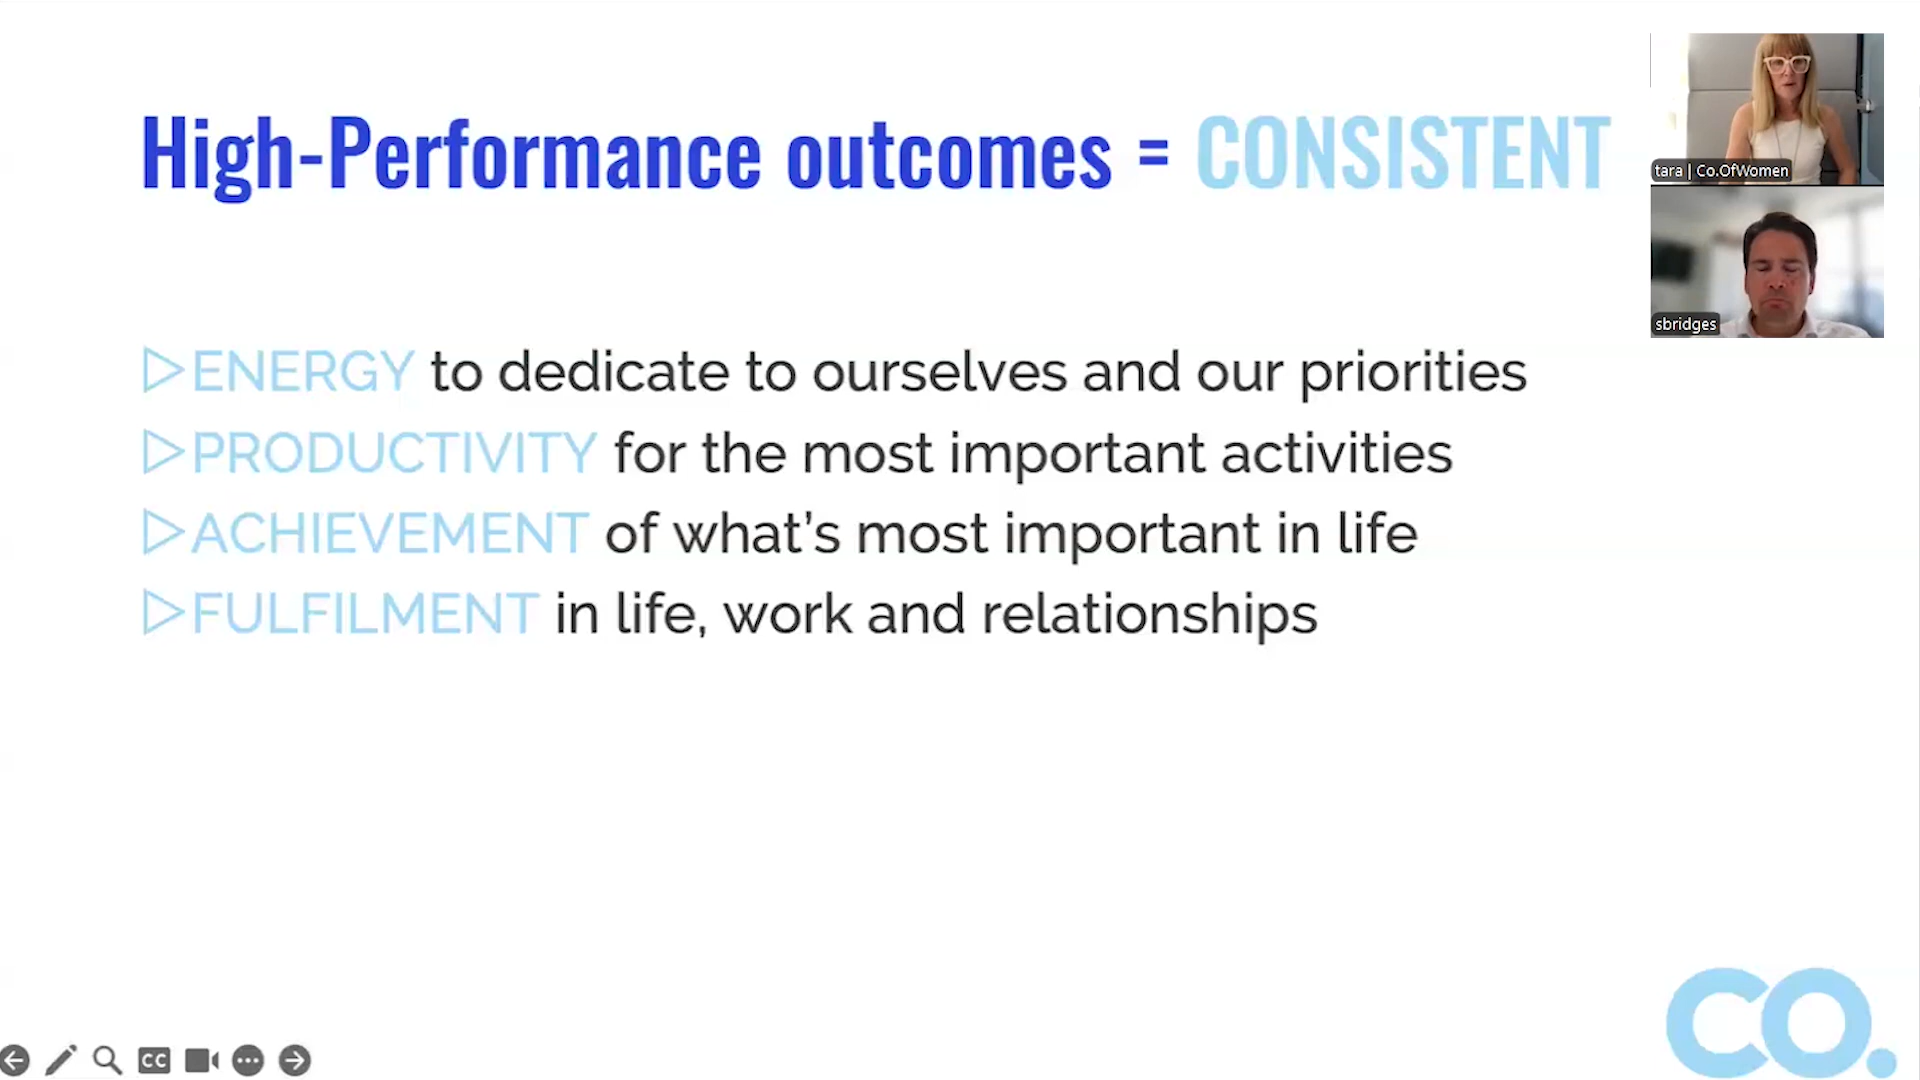 High-Performance outcomes = CONSISTENT
tara | Co.OfWomen
sbridges
ENERGY to dedicate to ourselves and our priorities
PRODUCTIVITY for the most important activities
ACHIEVEMENT of what’s most important in life
FULFILMENT in life, work and relationships
CC
CO.